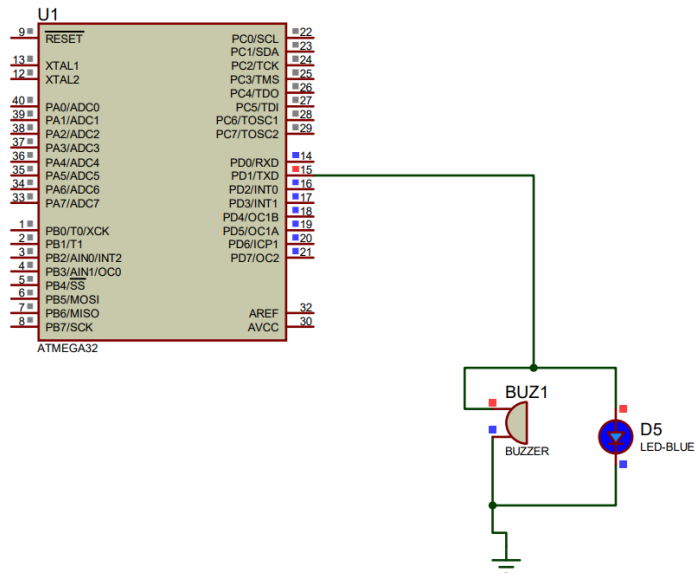 U1
9 RESET
13 XTAL1
12 XTAL2
40 PA0/ADC0
39 PA1/ADC1
38 PA2/ADC2
37 PA3/ADC3
36 PA4/ADC4
35 PA5/ADC5
34 PA6/ADC6
33 PA7/ADC7
1 PB0/T0/XCK
2 PB1/T1
3 PB2/AIN0/INT2
4 PB3/AIN1/OC0
5 PB4/SS
6 PB5/MOSI
7 PB6/MISO
8 PB7/SCK
PC0/SCL 22
PC1/SDA 23
PC2/TCK 24
PC3/TMS 25
PC4/TDO 26
PC5/TDI 27
PC6/TOSC1 28
PC7/TOSC2 29
PD0/RXD 14
PD1/TXD 15
PD2/INT0 16
PD3/INT1 17
PD4/OC1B 18
PD5/OC1A 19
PD6/ICP1 20
PD7/OC2 21
AREF 32
AVCC 30
ATMEGA32
BUZ1
BUZZER
D5
LED-BLUE